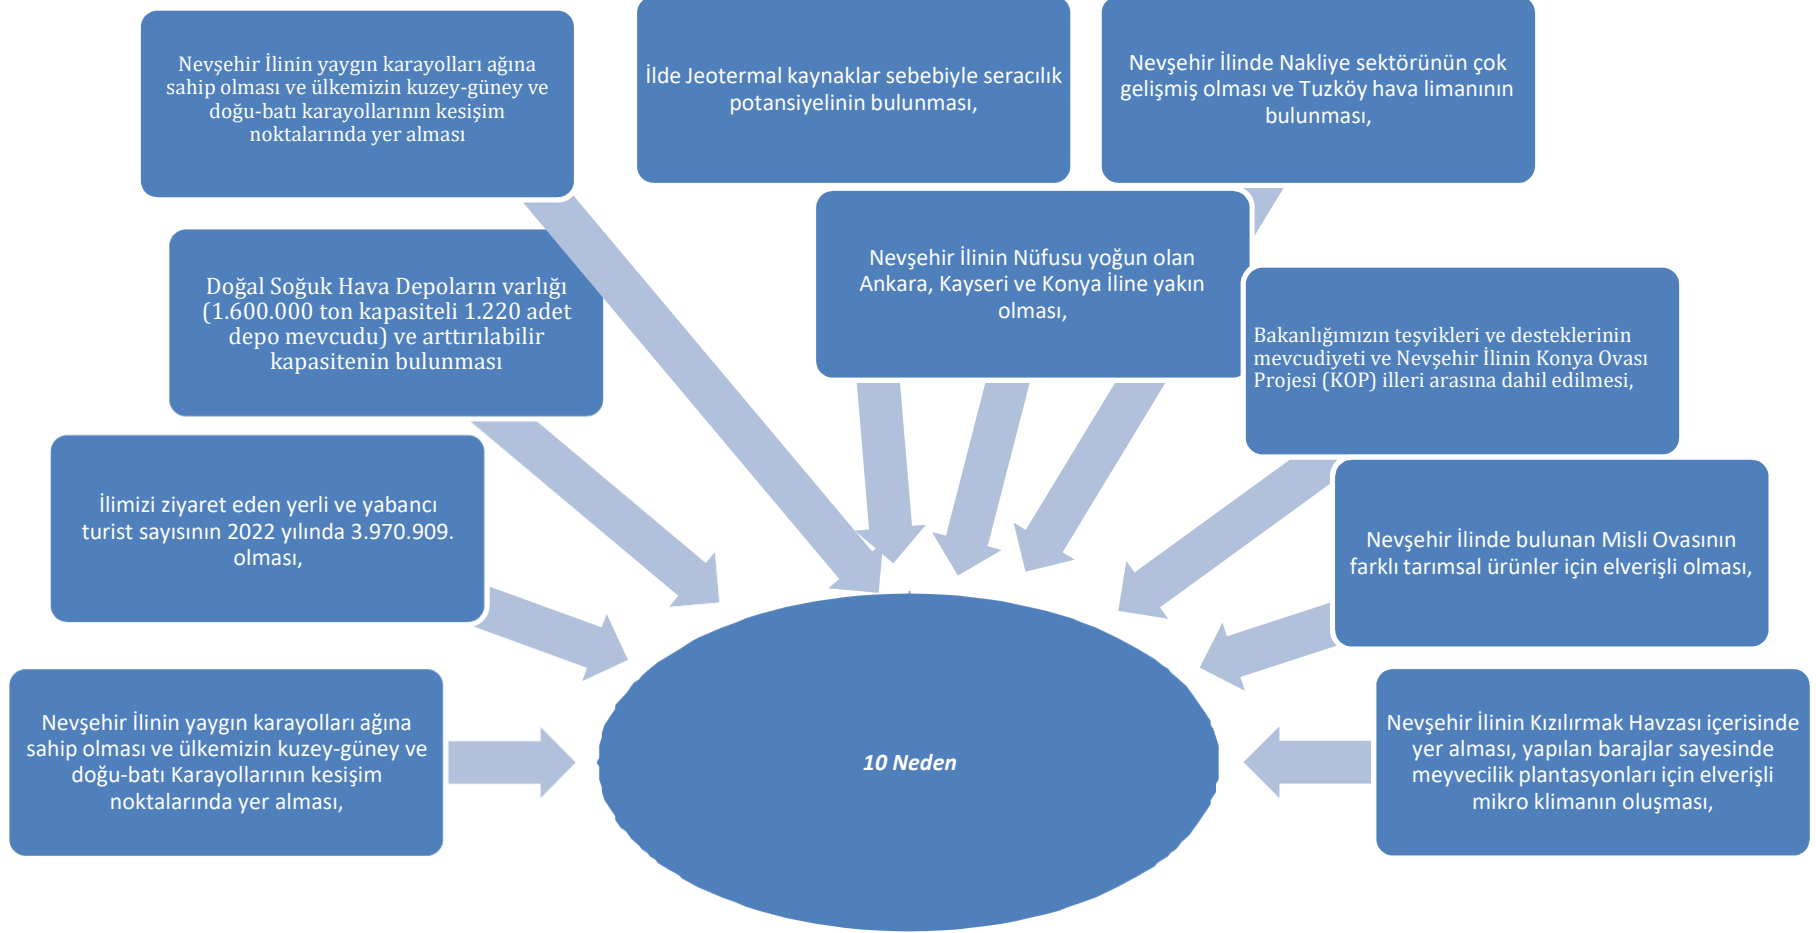 Nevşehir İlinin yaygın karayolları ağına
sahip olması ve ülkemizin kuzey-güney ve
doğu-batı karayollarının kesişim
noktalarında yer alması
İlde Jeotermal kaynaklar sebebiyle seracılık
potansiyelinin bulunması,
Nevşehir İlinde Nakliye sektörünün çok
gelişmiş olması ve Tuzköy hava limanının
bulunması,
Doğal Soğuk Hava Depoların varlığı
(1.600.000 ton kapasiteli 1.220 adet
depo mevcudu) ve arttırılabilir
kapasitenin bulunması
Nevşehir İlinin Nüfusu yoğun olan
Ankara, Kayseri ve Konya İline yakın
olması,
Bakanlığımızın teşvikleri ve desteklerinin
mevcudiyeti ve Nevşehir İlinin Konya Ovası
Projesi (KOP) illeri arasına dahil edilmesi,
İlimizi ziyaret eden yerli ve yabancı
turist sayısının 2022 yılında 3.970.909.
olması,
Nevşehir İlinde bulunan Misli Ovasının
farklı tarımsal ürünler için elverişli olması,
Nevşehir İlinin yaygın karayolları ağına
sahip olması ve ülkemizin kuzey-güney ve
doğu-batı Karayollarının kesişim
noktalarında yer alması,
10 Neden
Nevşehir İlinin Kızılırmak Havzası içerisinde
yer alması, yapılan barajlar sayesinde
meyvecilik plantasyonları için elverişli
mikro klimanın oluşması,